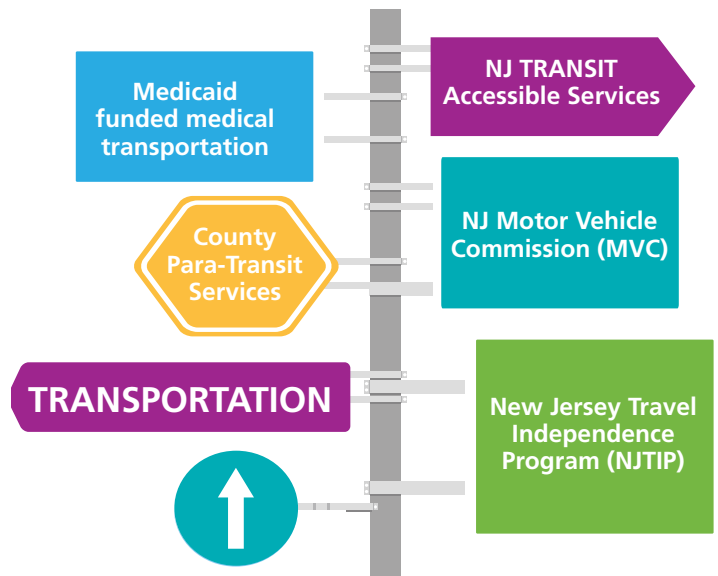 Medicaid
funded medical
transportation
NJ TRANSIT
Accessible Services
County
Para-Transit
Services
NJ Motor Vehicle
Commission (MVC)
TRANSPORTATION
New Jersey Travel
Independence
Program (NJTIP)